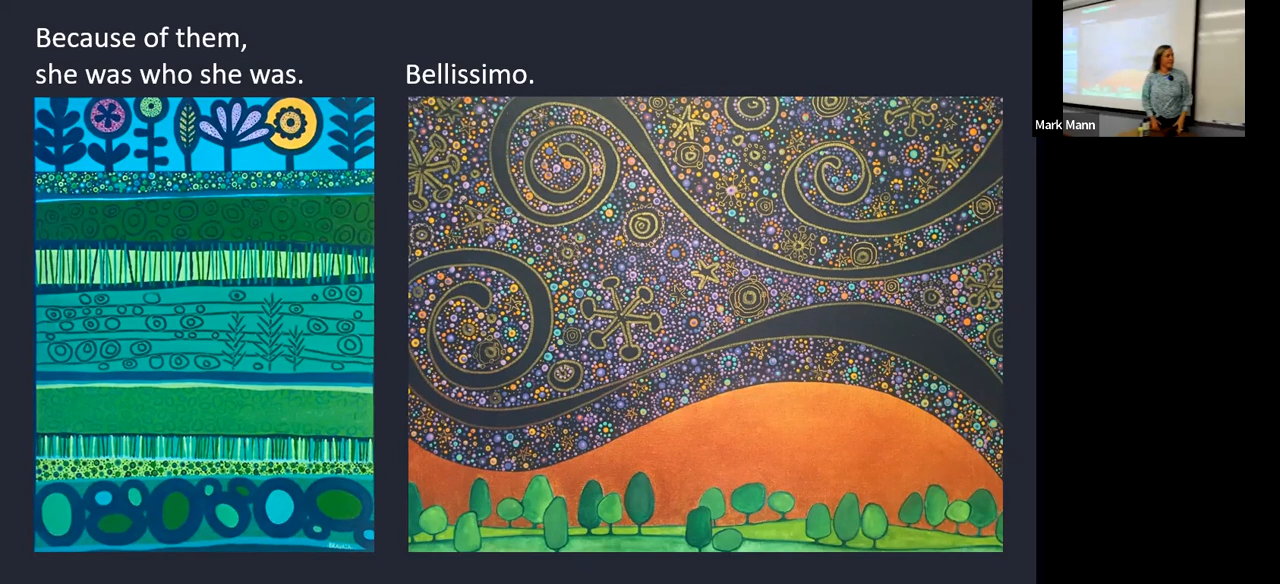 Because of them,
she was who she was.
Bellissimo.
Mark Mann